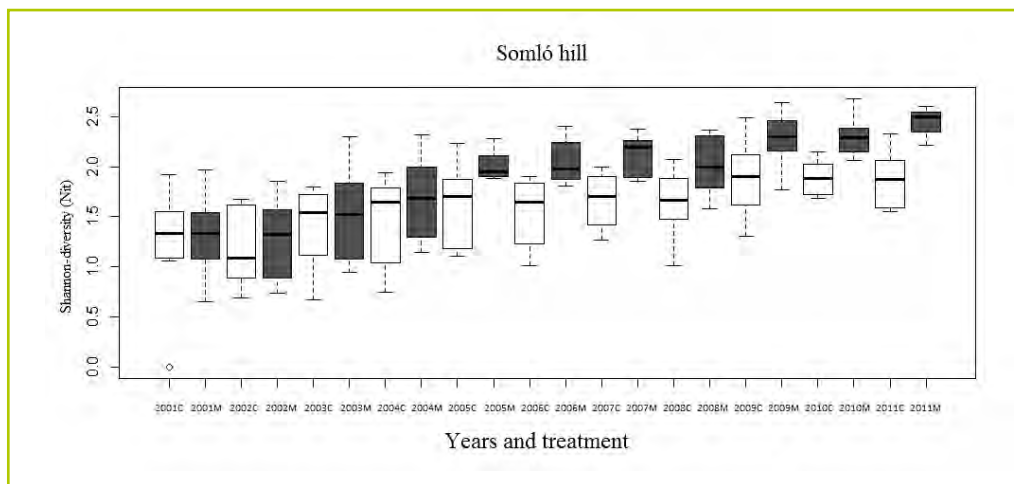 Somló hill
Shannon-diversity (Nit)
2.5
2.0
1.5
1.0
0.5
0.0
2001C 2001M 2002C 2002M 2003C 2003M 2004C 2004M 2005C 2005M 2006C 2006M 2007C 2007M 2008C 2008M 2009C 2009M 2010C 2010M 2011C 2011M
Years and treatment